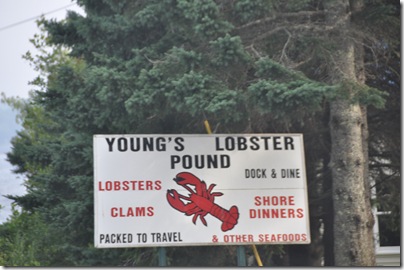 YOUNG'S LOBSTER
POUND
DOCK & DINE
LOBSTERS
CLAMS
SHORE
DINNERS
PACKED TO TRAVEL
& OTHER SEAFOODS